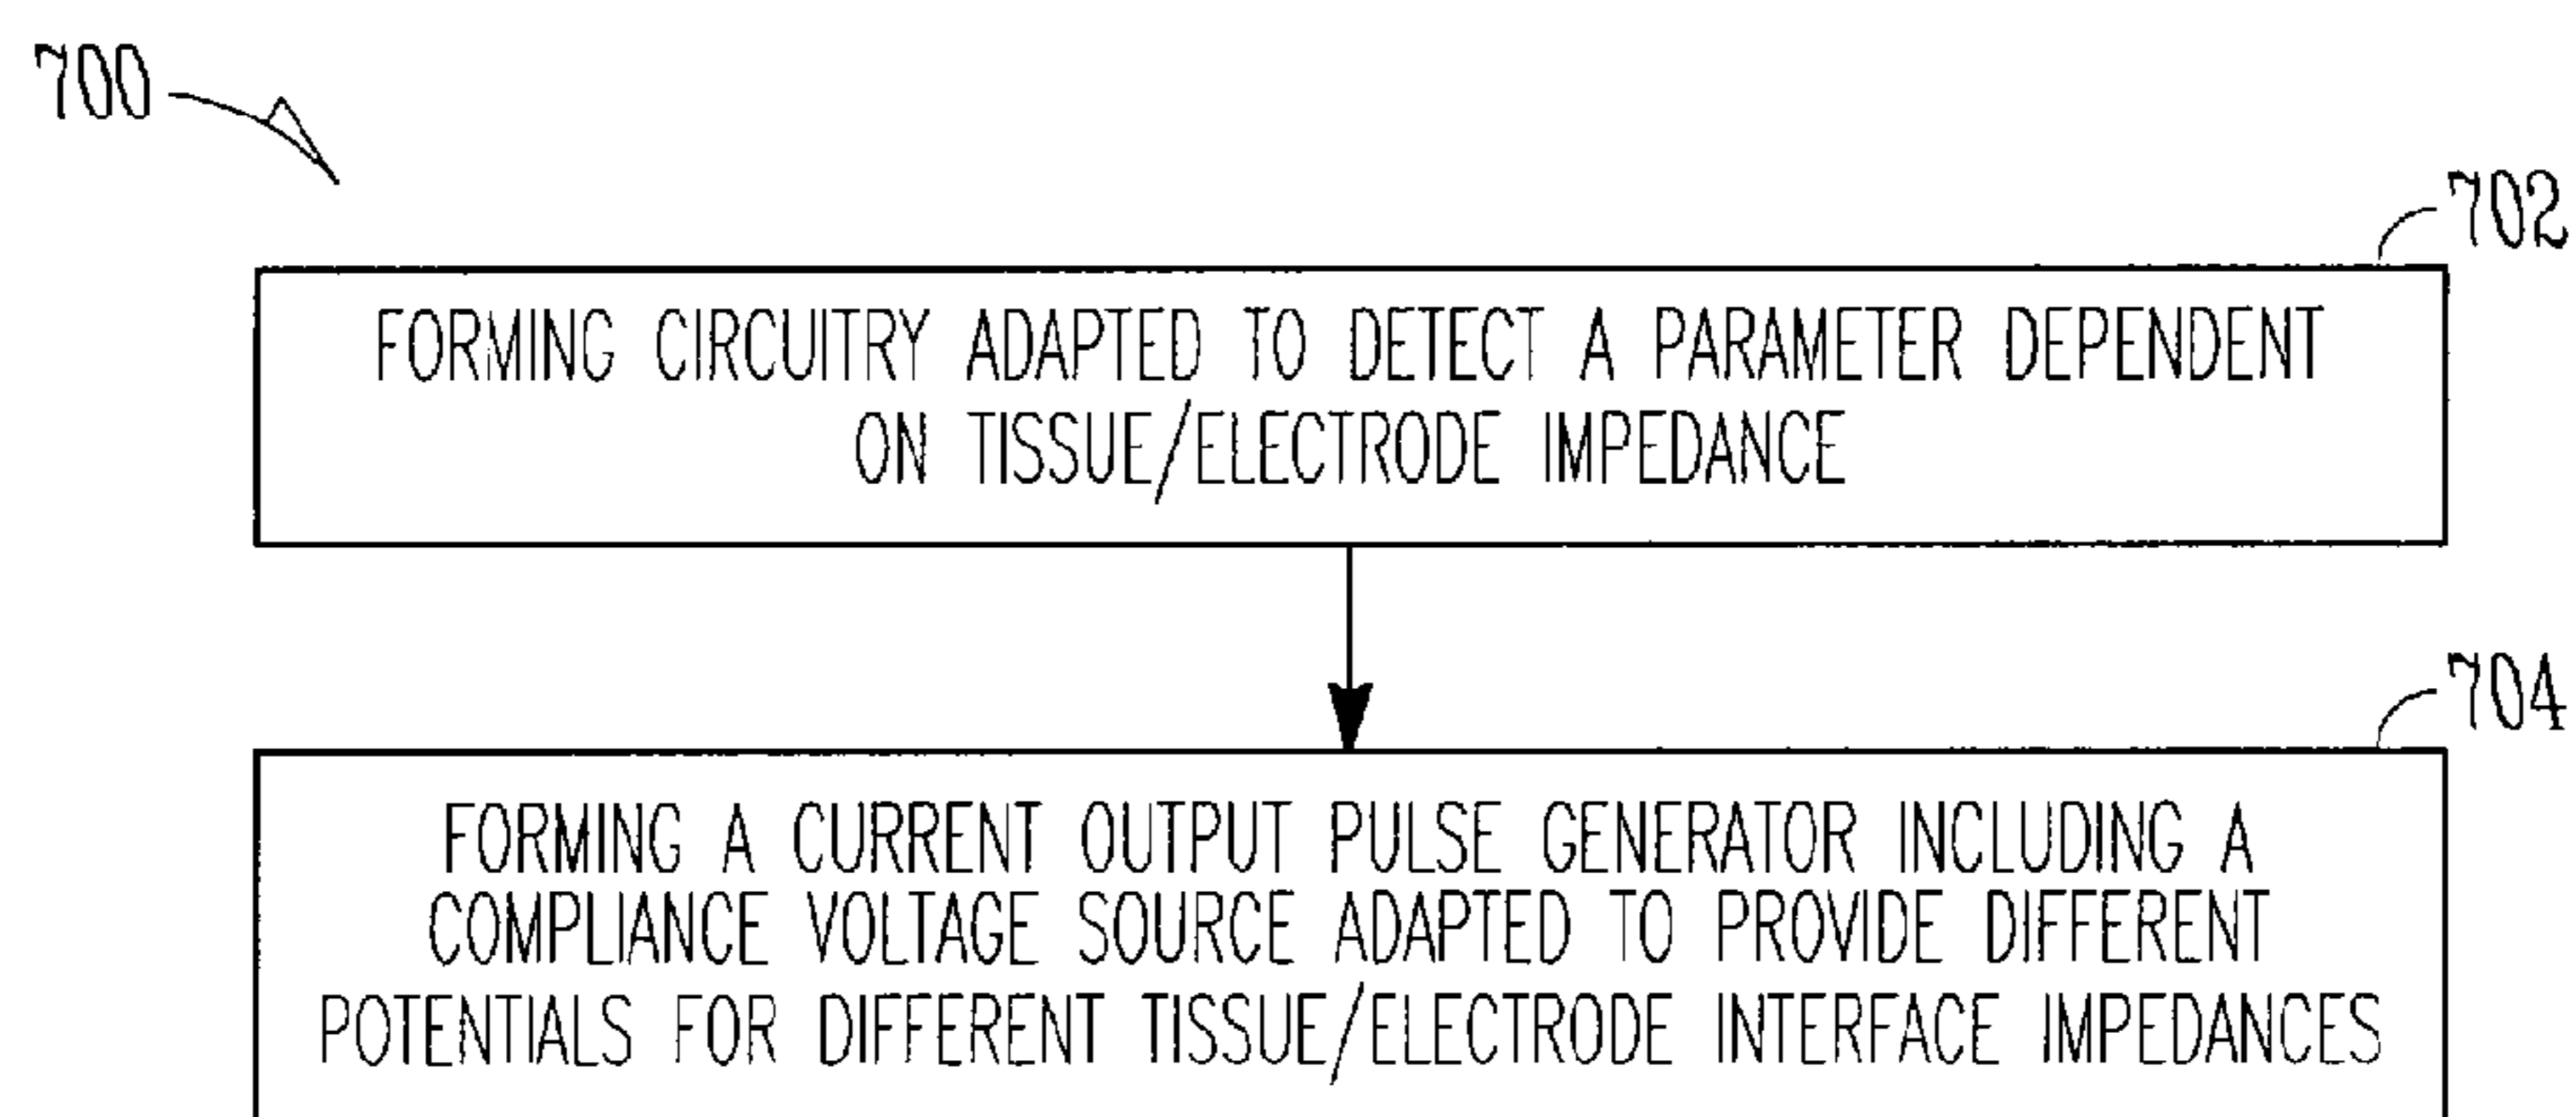 700
702
FORMING CIRCUITRY ADAPTED TO DETECT A PARAMETER DEPENDENT
ON TISSUE/ELECTRODE IMPEDANCE
704
FORMING A CURRENT OUTPUT PULSE GENERATOR INCLUDING A
COMPLIANCE VOLTAGE SOURCE ADAPTED TO PROVIDE DIFFERENT
POTENTIALS FOR DIFFERENT TISSUE/ELECTRODE INTERFACE IMPEDANCES